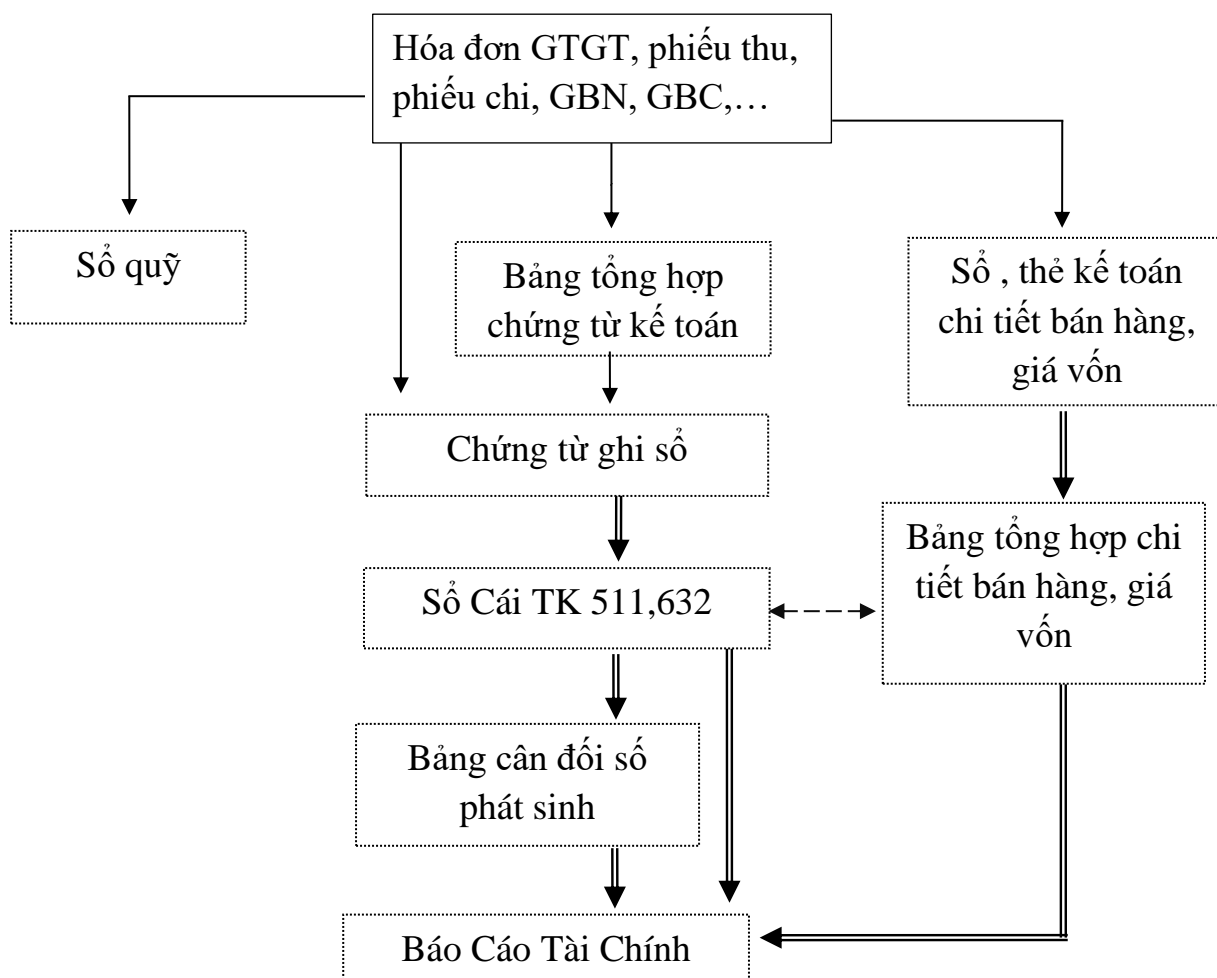 Hóa đơn GTGT, phiếu thu,
phiếu chi, GBN, GBC,…
Sổ quỹ
Bảng tổng hợp
chứng từ kế toán
Sổ , thẻ kế toán
chi tiết bán hàng,
giá vốn
Chứng từ ghi sổ
Bảng tổng hợp chi
tiết bán hàng, giá
vốn
Sổ Cái TK 511,632
Bảng cân đối số
phát sinh
Báo Cáo Tài Chính